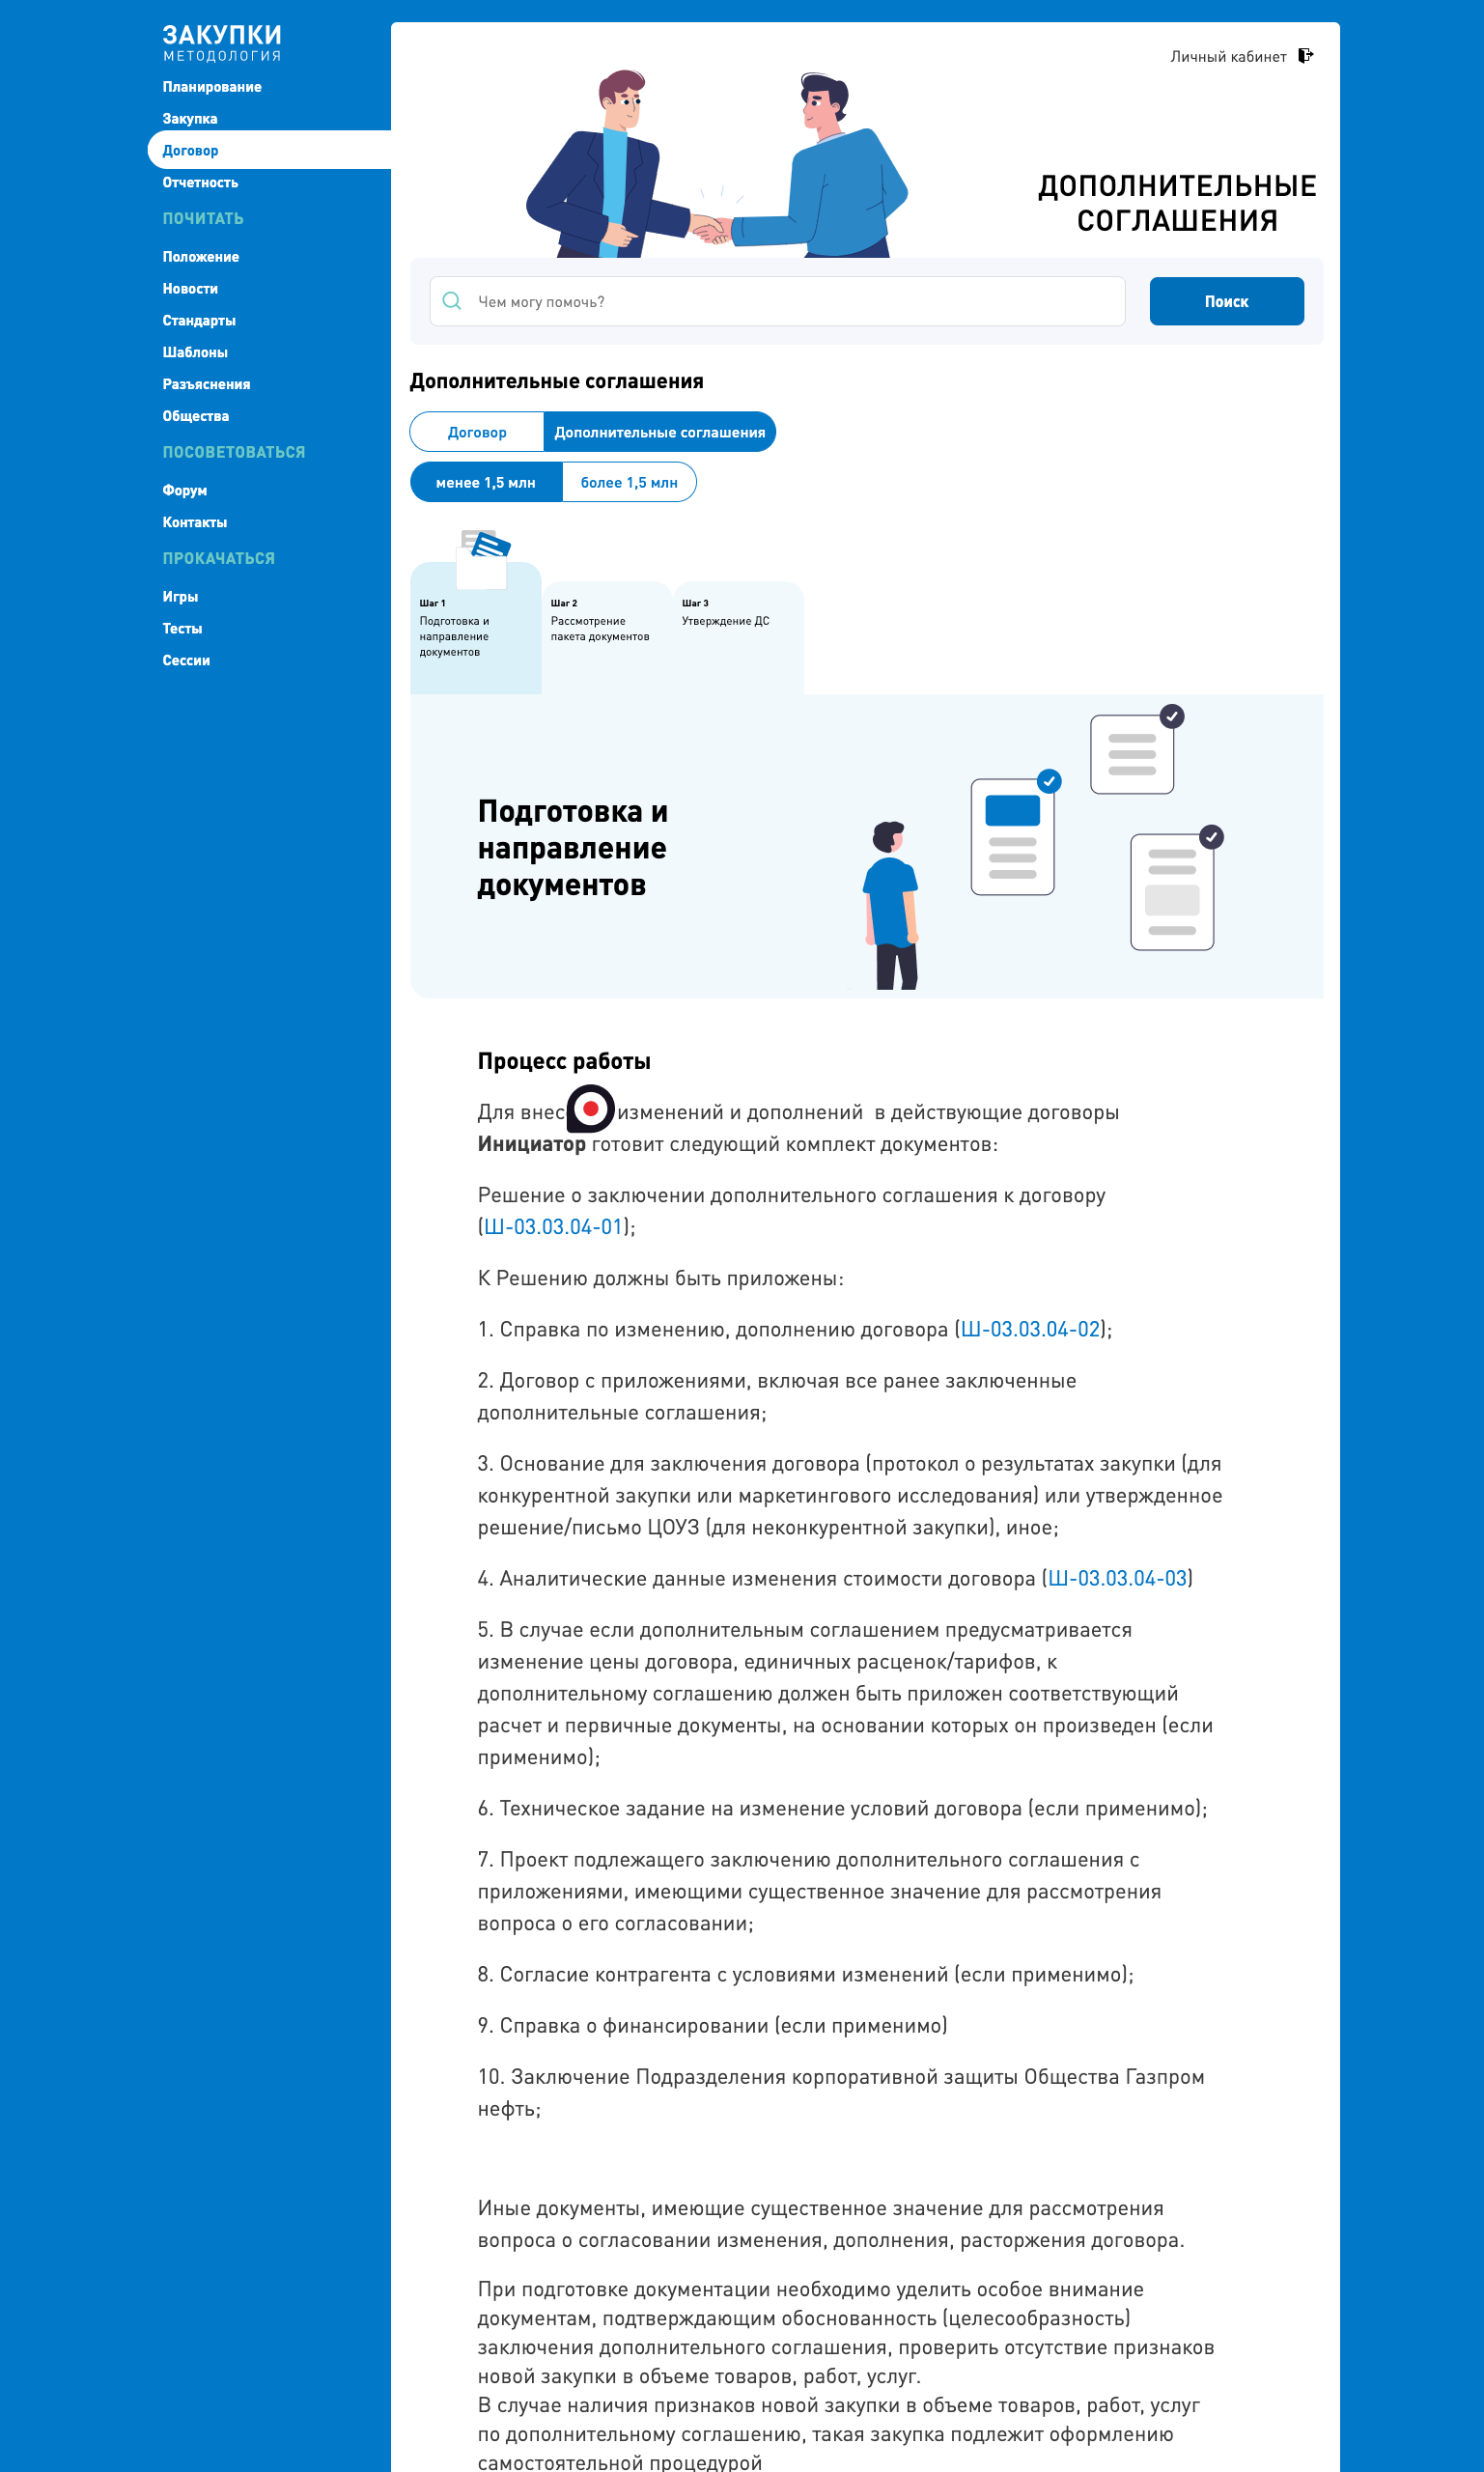 ЗАКУПКИ
МЕТОДОЛОГИЯ
Планирование
Закупка
Договор
Отчетность
ПОЧИТАТЬ
Положение
Новости
Стандарты
Шаблоны
Разъяснения
Общества
ПОСОВЕТОВАТЬСЯ
Форум
Контакты
ПРОКАЧАТЬСЯ
Игры
Тесты
Сессии
Личный кабинет
ДОПОЛНИТЕЛЬНЫЕ
СОГЛАШЕНИЯ
Чем могу помочь?
Поиск
Дополнительные соглашения
Договор
Дополнительные соглашения
менее 1,5 млн
более 1,5 млн
Шаг 1
Подготовка и
направление
документов
Шаг 2
Рассмотрение
пакета документов
Шаг 3
Утверждение ДС
Подготовка и
направление
документов
Процесс работы
Для внес изменений и дополнений в действующие договоры
Инициатор готовит следующий комплект документов:
Решение о заключении дополнительного соглашения к договору
(Ш-03.03.04-01);
К Решению должны быть приложены:
1. Справка по изменению, дополнению договора (Ш-03.03.04-02);
2. Договор с приложениями, включая все ранее заключенные
дополнительные соглашения;
3. Основание для заключения договора (протокол о результатах закупки (для
конкурентной закупки или маркетингового исследования) или утвержденное
решение/письмо ЦОУЗ (для неконкурентной закупки), иное;
4. Аналитические данные изменения стоимости договора (Ш-03.03.04-03)
5. В случае если дополнительным соглашением предусматривается
изменение цены договора, единичных расценок/тарифов, к
дополнительному соглашению должен быть приложен соответствующий
расчет и первичные документы, на основании которых он произведен (если
применимо);
6. Техническое задание на изменение условий договора (если применимо);
7. Проект подлежащего заключению дополнительного соглашения с
приложениями, имеющими существенное значение для рассмотрения
вопроса о его согласовании;
8. Согласие контрагента с условиями изменений (если применимо);
9. Справка о финансировании (если применимо)
10. Заключение Подразделения корпоративной защиты Общества Газпром
нефть;
Иные документы, имеющие существенное значение для рассмотрения
вопроса о согласовании изменения, дополнения, расторжения договора.
При подготовке документации необходимо уделить особое внимание
документам, подтверждающим обоснованность (целесообразность)
заключения дополнительного соглашения, проверить отсутствие признаков
новой закупки в объеме товаров, работ, услуг.
В случае наличия признаков новой закупки в объеме товаров, работ, услуг
по дополнительному соглашению, такая закупка подлежит оформлению
самостоятельной процедурой